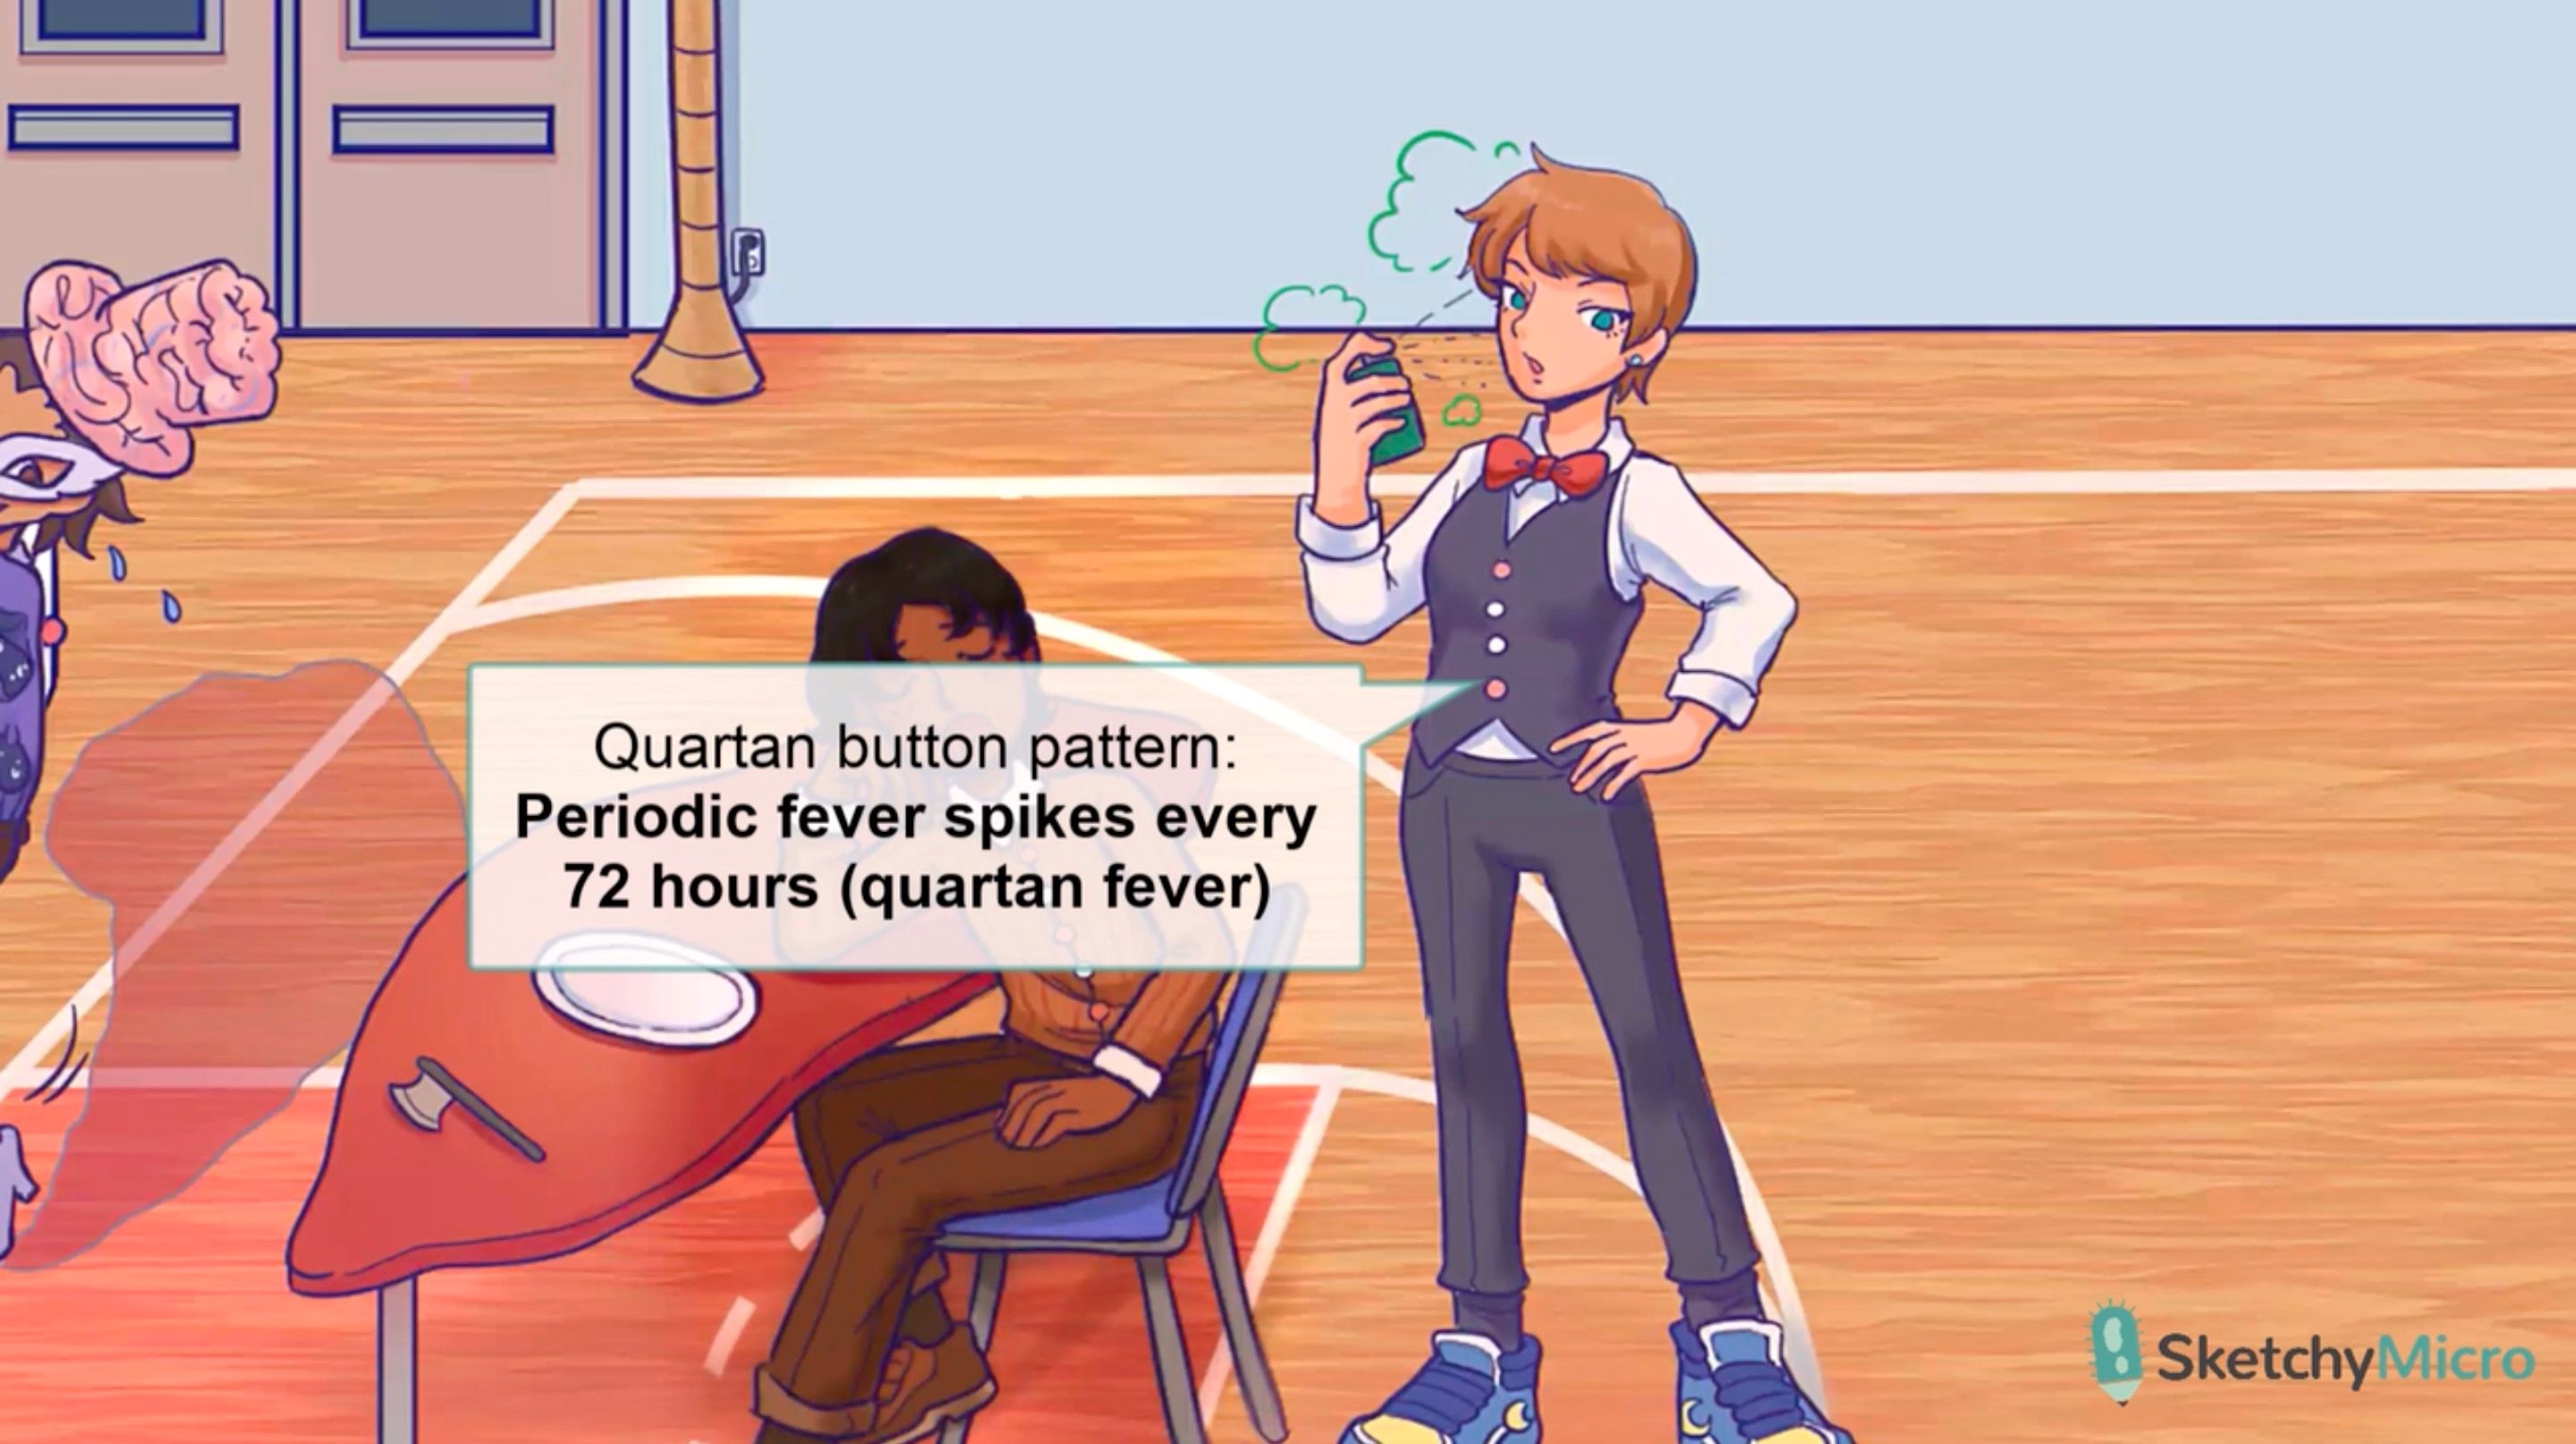 Quartan button pattern:
Periodic fever spikes every
72 hours (quartan fever)
SketchyMicro